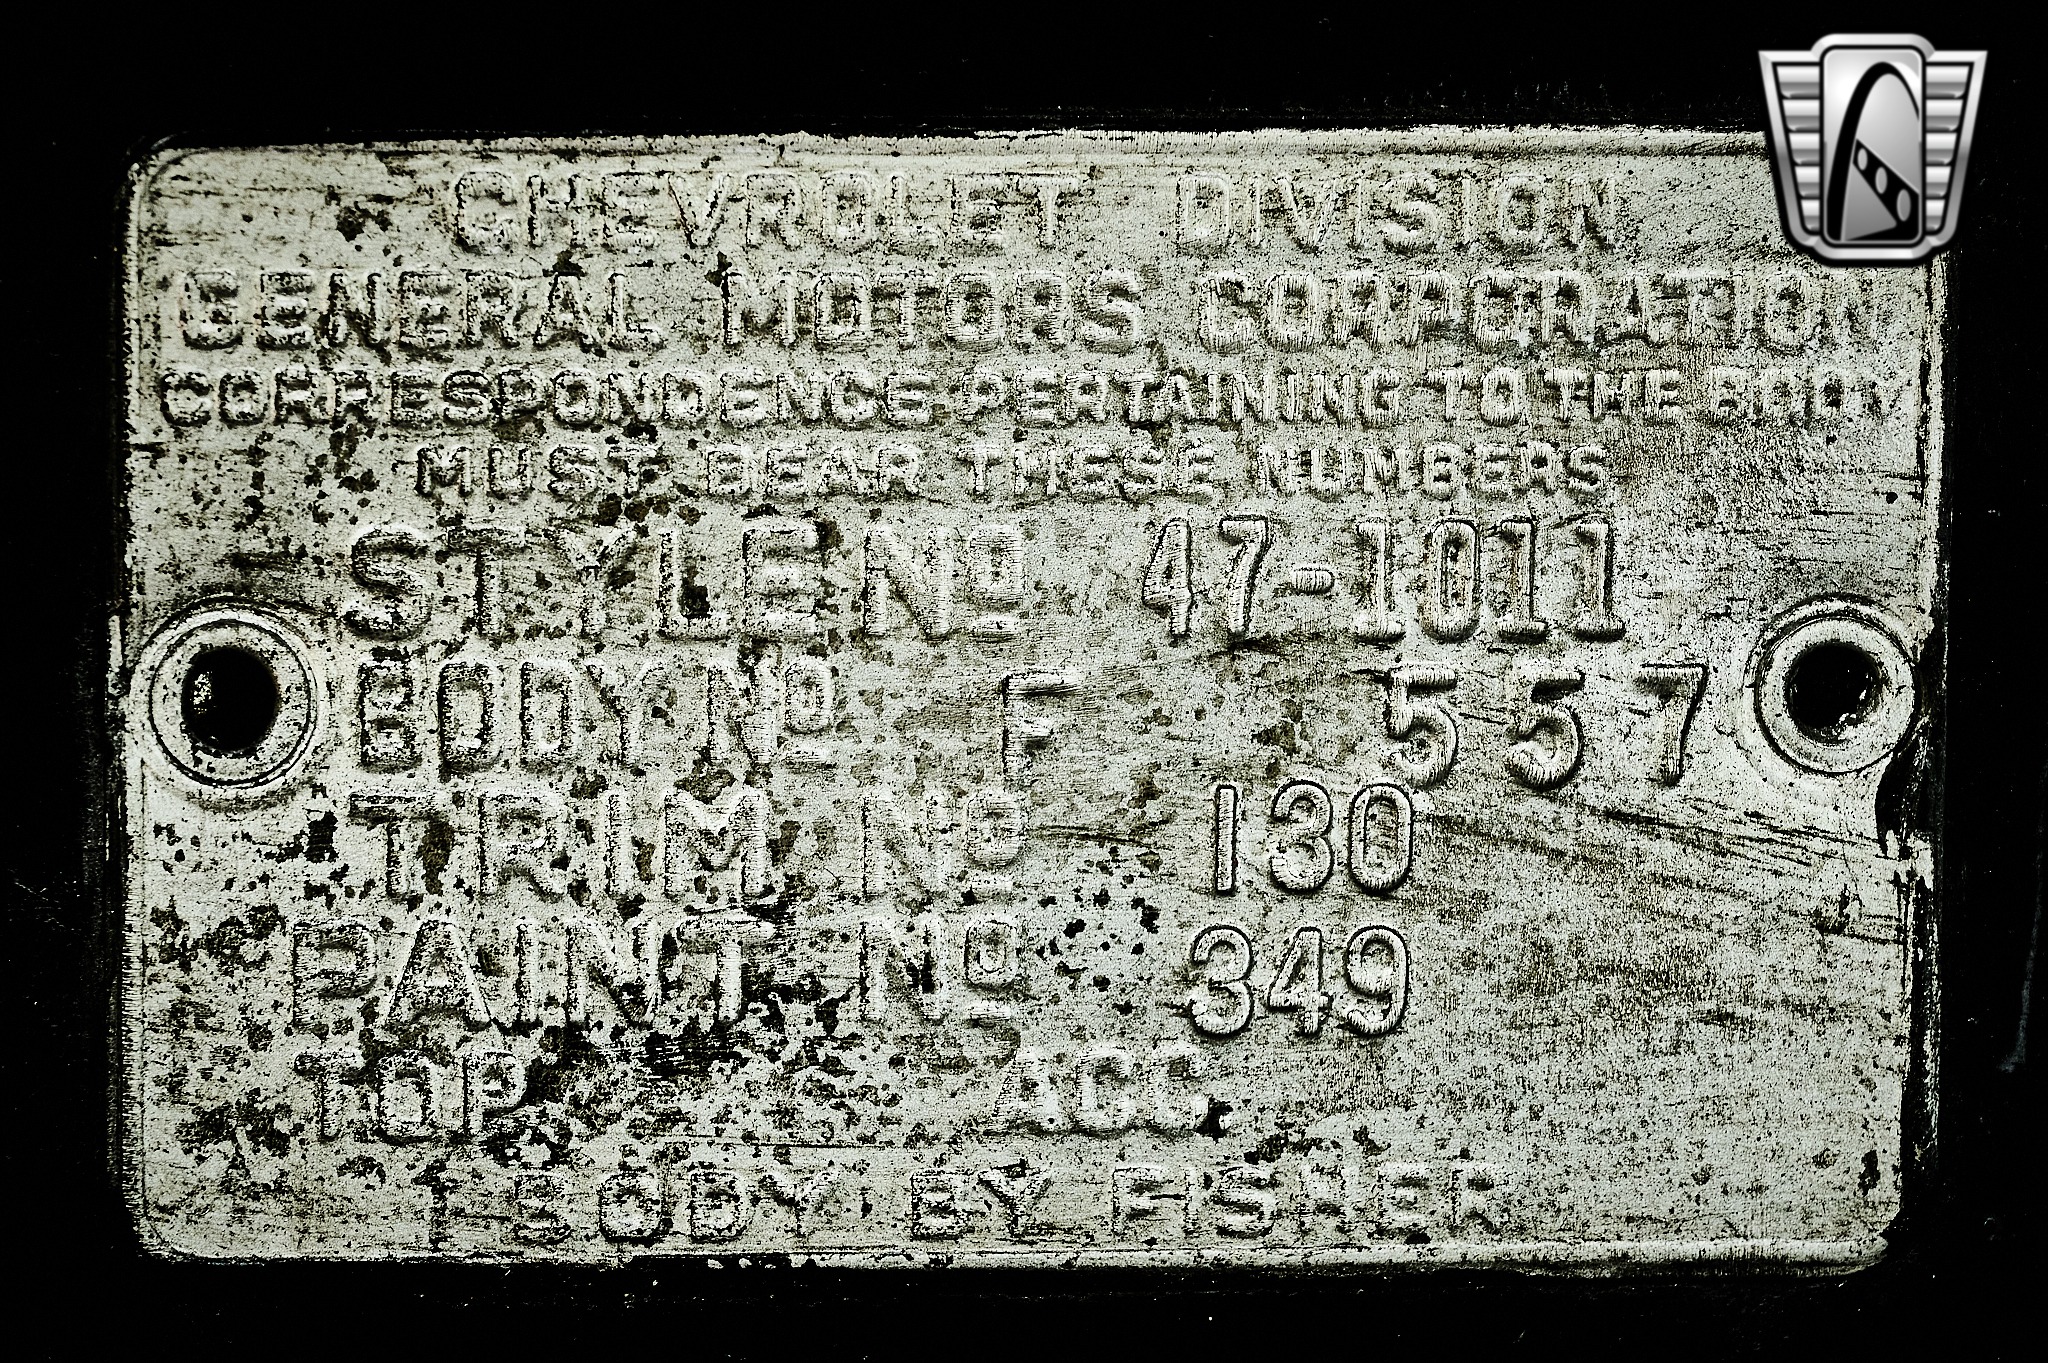 CHEVROLET DIVISION
GENERAL MOTORS CORPORATION
CORRESPONDENCE PERTAINING TO THE BODY
MUST BEAR THESE NUMBERS
STYLE Nº 47-1011
BODY Nº F 557
TRIM Nº 130
PAINT Nº 349
TOP ACC.
BODY BY FISHER